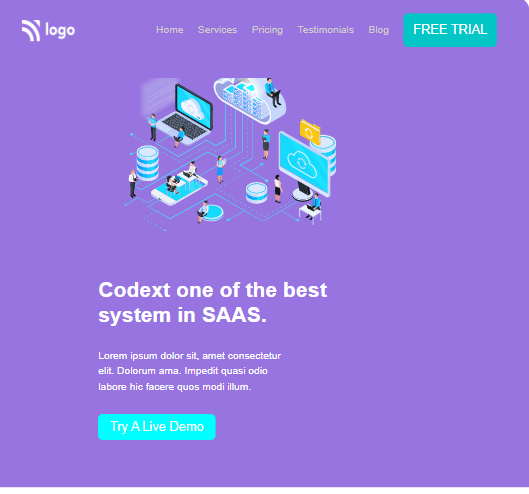 logo
Home Services Pricing Testimonials Blog FREE TRIAL
Codext one of the best
system in SAAS.
Lorem ipsum dolor sit, amet consectetur
elit. Dolorum ama. Impedit quasi odio
labore hic facere quos modi illum.
Try A Live Demo